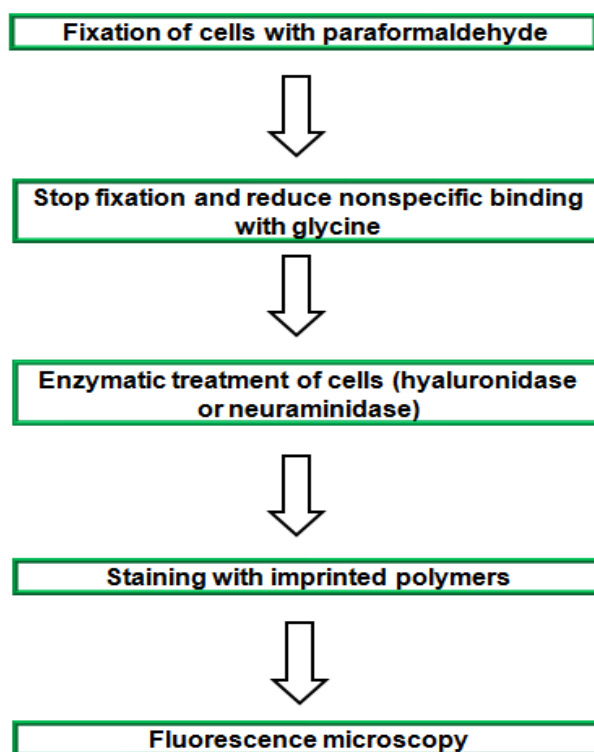 Fixation of cells with paraformaldehyde
Stop fixation and reduce nonspecific binding
with glycine
Enzymatic treatment of cells (hyaluronidase
or neuraminidase)
Staining with imprinted polymers
Fluorescence microscopy